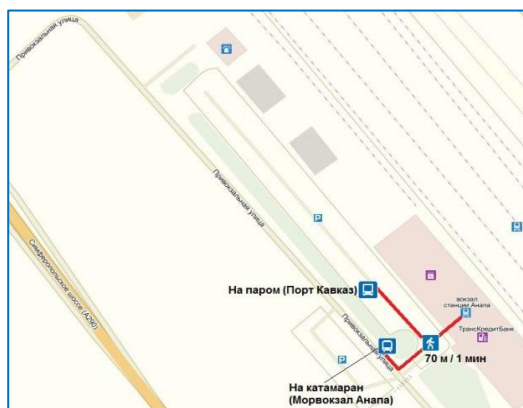 Привокзальная улица
Привокзальная улица
Симферопольское шоссе (А290)
P
На паром (Порт Кавказ)
вокзал
станции Анапа
ТрансКредитБанк
Привокзальная улица
P
70 м / 1 мин
На катамаран
(Морвокзал Анапа)